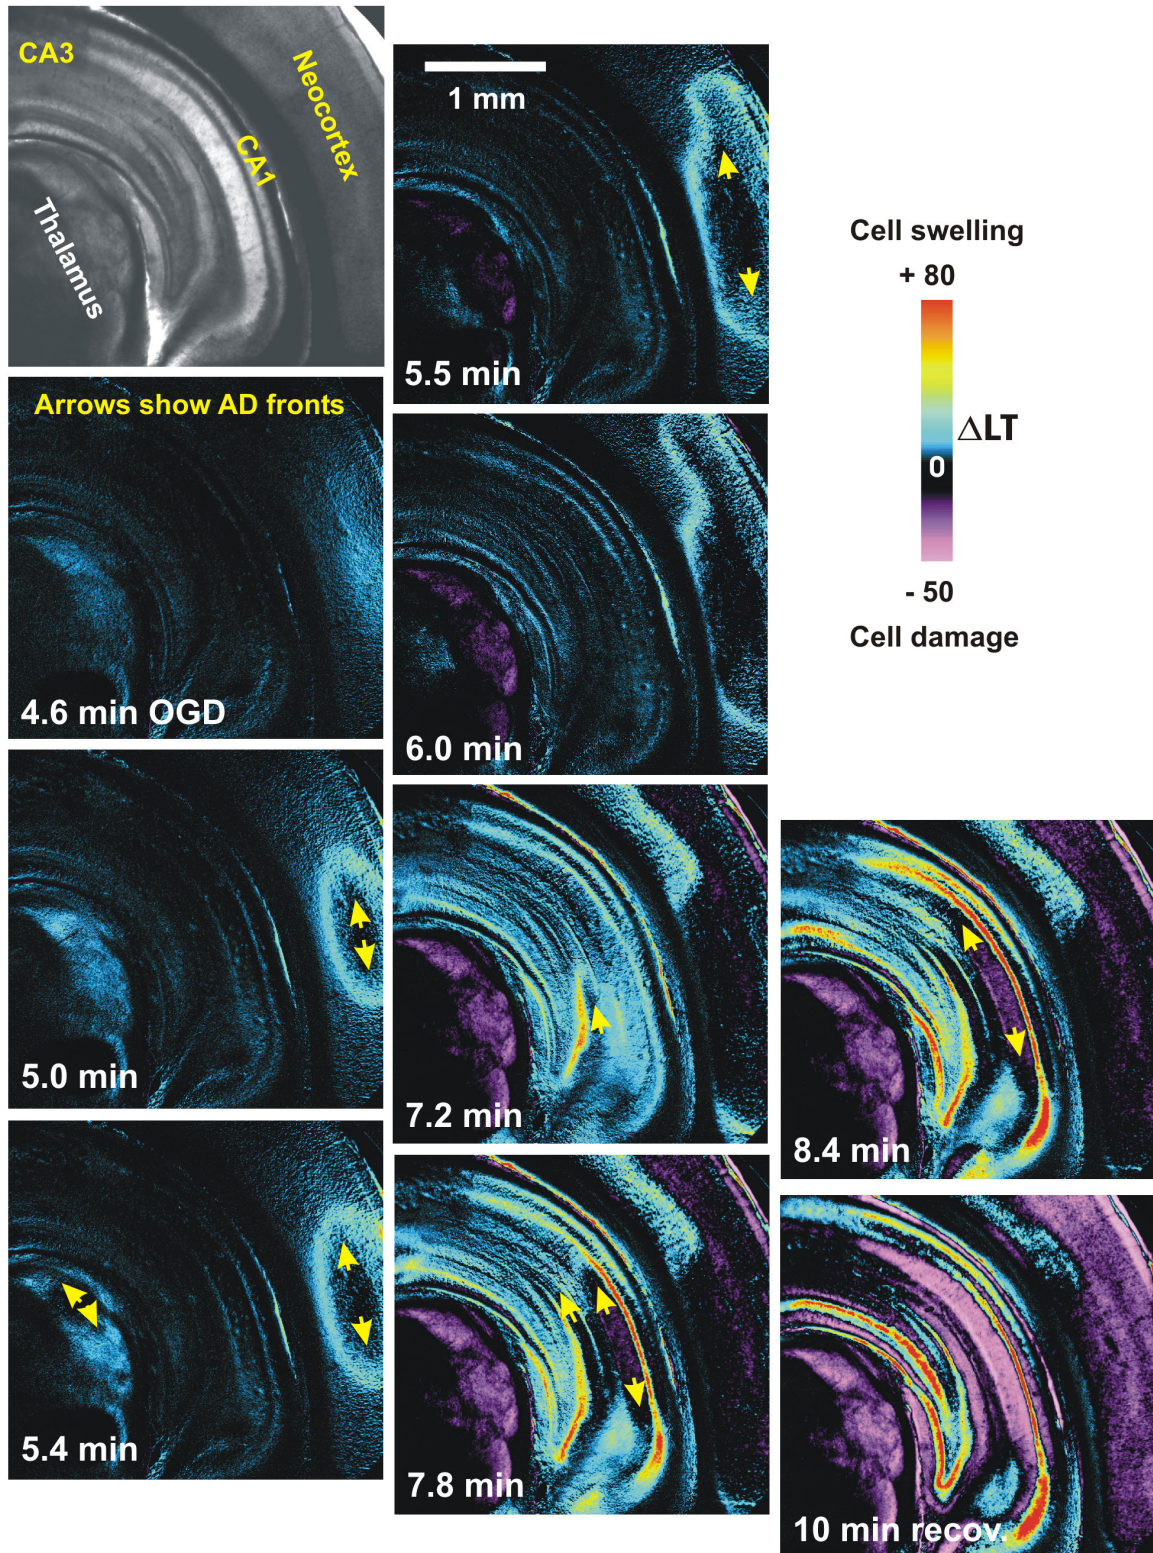 CA3
Neocortex
CA1
Thalamus
Arrows show AD fronts
4.6 min OGD
5.0 min
5.4 min
1 mm
5.5 min
6.0 min
7.2 min
7.8 min
Cell swelling
+ 80
ΔLT
0
- 50
Cell damage
8.4 min
10 min recov.